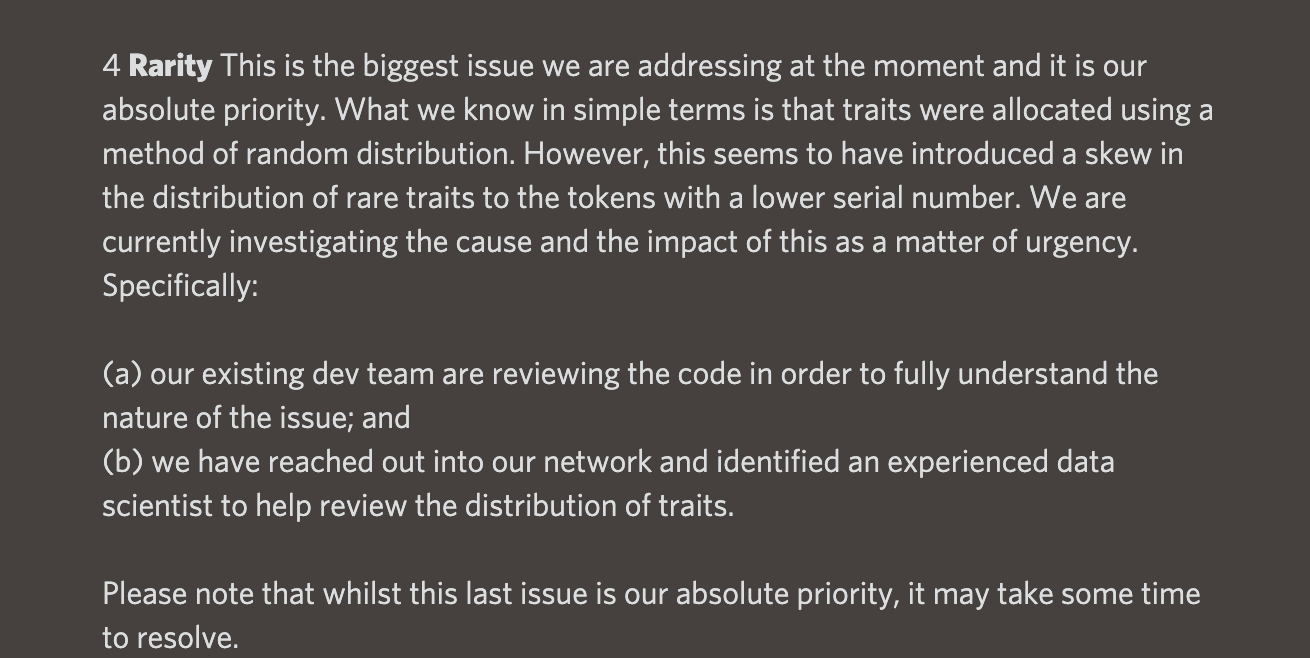 4 Rarity This is the biggest issue we are addressing at the moment and it is our
absolute priority. What we know in simple terms is that traits were allocated using a
method of random distribution. However, this seems to have introduced a skew in
the distribution of rare traits to the tokens with a lower serial number. We are
currently investigating the cause and the impact of this as a matter of urgency.
Specifically:
(a) our existing dev team are reviewing the code in order to fully understand the
nature of the issue; and
(b) we have reached out into our network and identified an experienced data
scientist to help review the distribution of traits.
Please note that whilst this last issue is our absolute priority, it may take some time
to resolve.